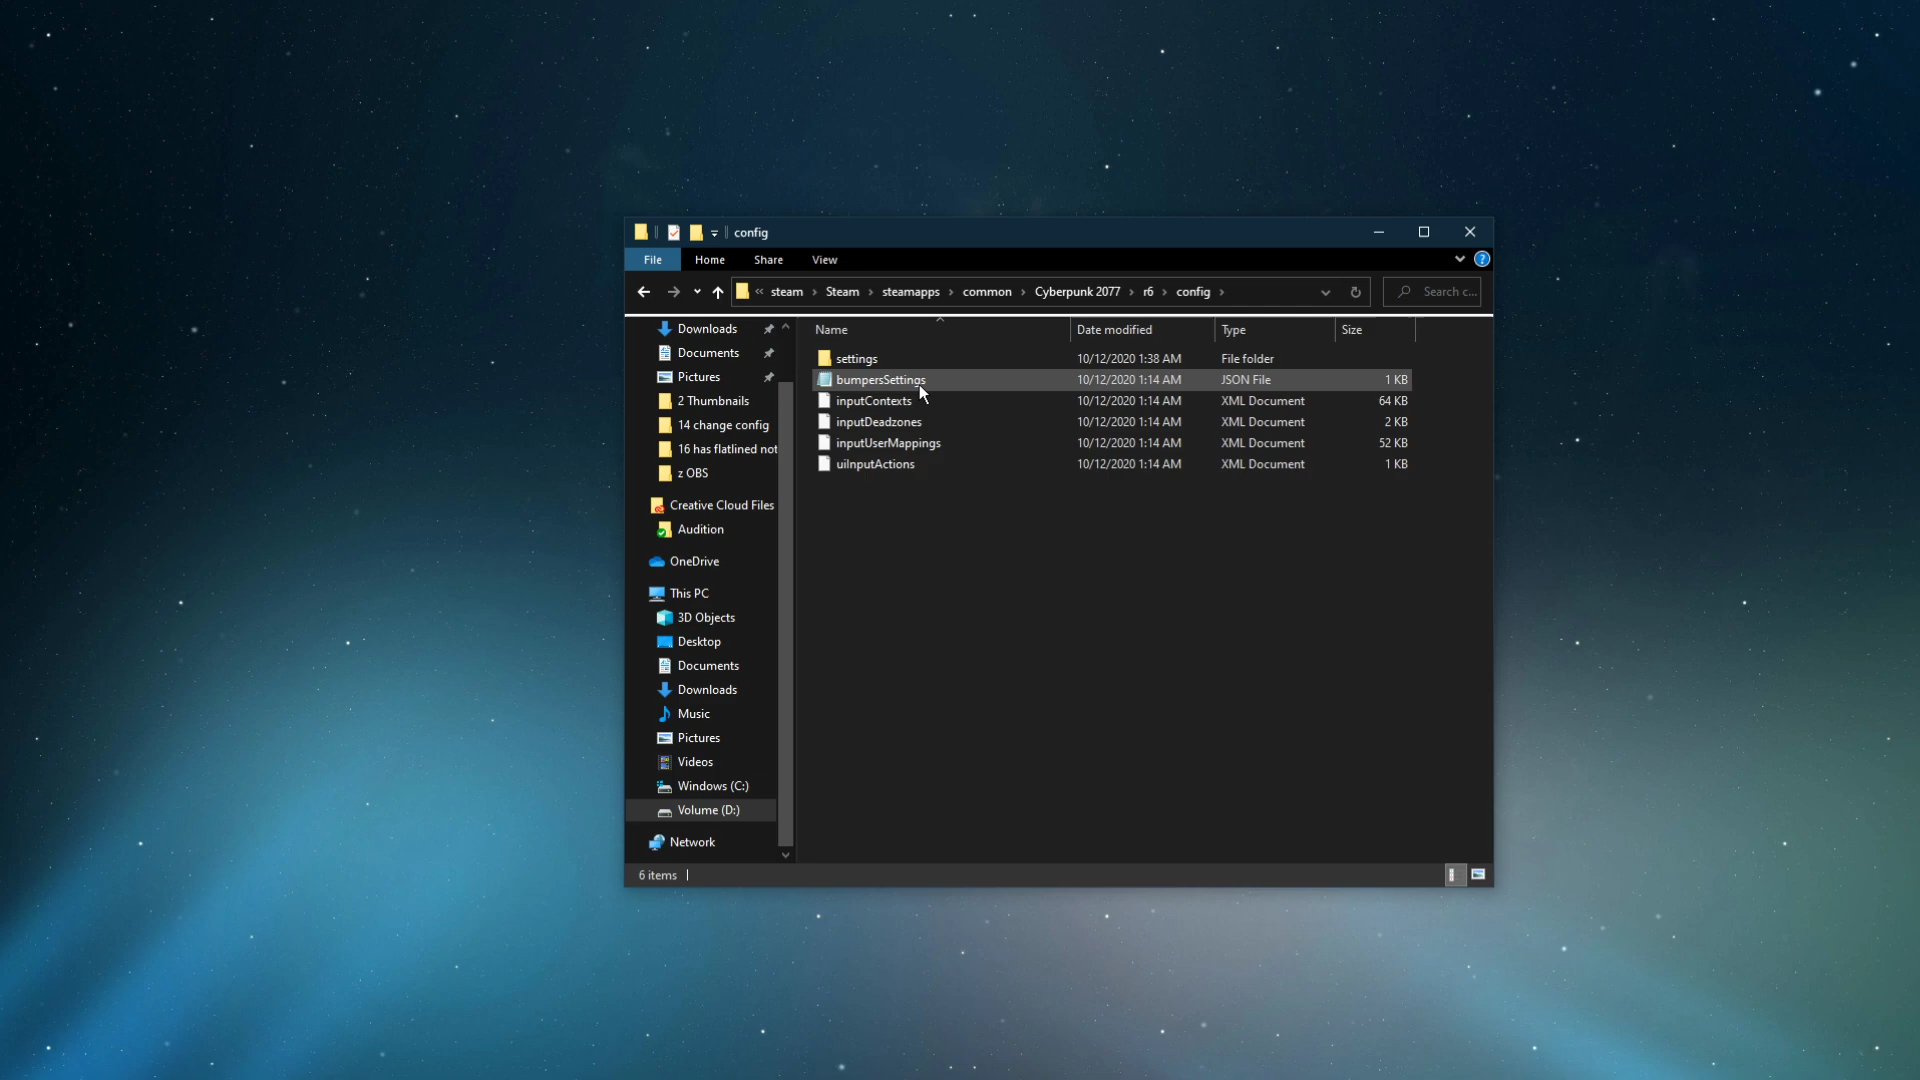 config
File Home Share View
« steam › Steam › steamapps › common › Cyberpunk 2077 › r6 › config › Search c...
Name Date modified Type Size
settings 10/12/2020 1:38 AM File folder
bumpersSettings 10/12/2020 1:14 AM JSON File 1 KB
inputContexts 10/12/2020 1:14 AM XML Document 64 KB
inputDeadzones 10/12/2020 1:14 AM XML Document 2 KB
inputUserMappings 10/12/2020 1:14 AM XML Document 52 KB
uiInputActions 10/12/2020 1:14 AM XML Document 1 KB
Downloads
Documents
Pictures
2 Thumbnails
14 change config
16 has flatlined not
z OBS
Creative Cloud Files
Audition
OneDrive
This PC
3D Objects
Desktop
Documents
Downloads
Music
Pictures
Videos
Windows (C:)
Volume (D:)
Network
6 items